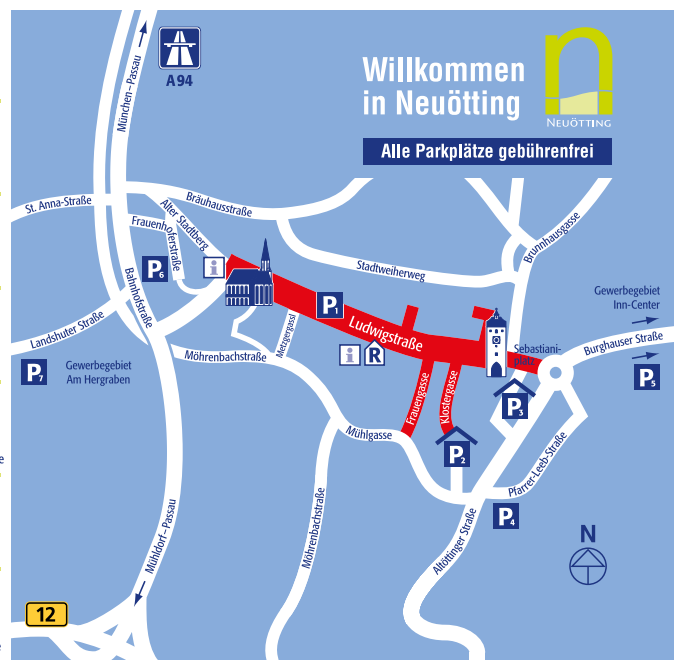 A94
Willkommen
in Neuötting
NEUÖTTING
Alle Parkplätze gebührenfrei
München–Passau
St. Anna-Straße
Bräuhausstraße
Alter Stadtberg
Frauenhoferstraße
Brunnhausgasse
Stadtweiherweg
i
P6
P1
Bahnhofstraße
Ludwigstraße
Gewerbegebiet
Inn-Center
Landshuter Straße
Metzgergassl
Möhrenbachstraße
i R
Sebastiani-
platz
Burghauser Straße
P7
Gewerbegebiet
Am Hergraben
P5
Frauengasse
Klostergasse
P3
Mühlgasse
P2
Pfarrer-Leeb-Straße
P4
Möhrenbachstraße
Altöttinger Straße
Mühldorf–Passau
N
12